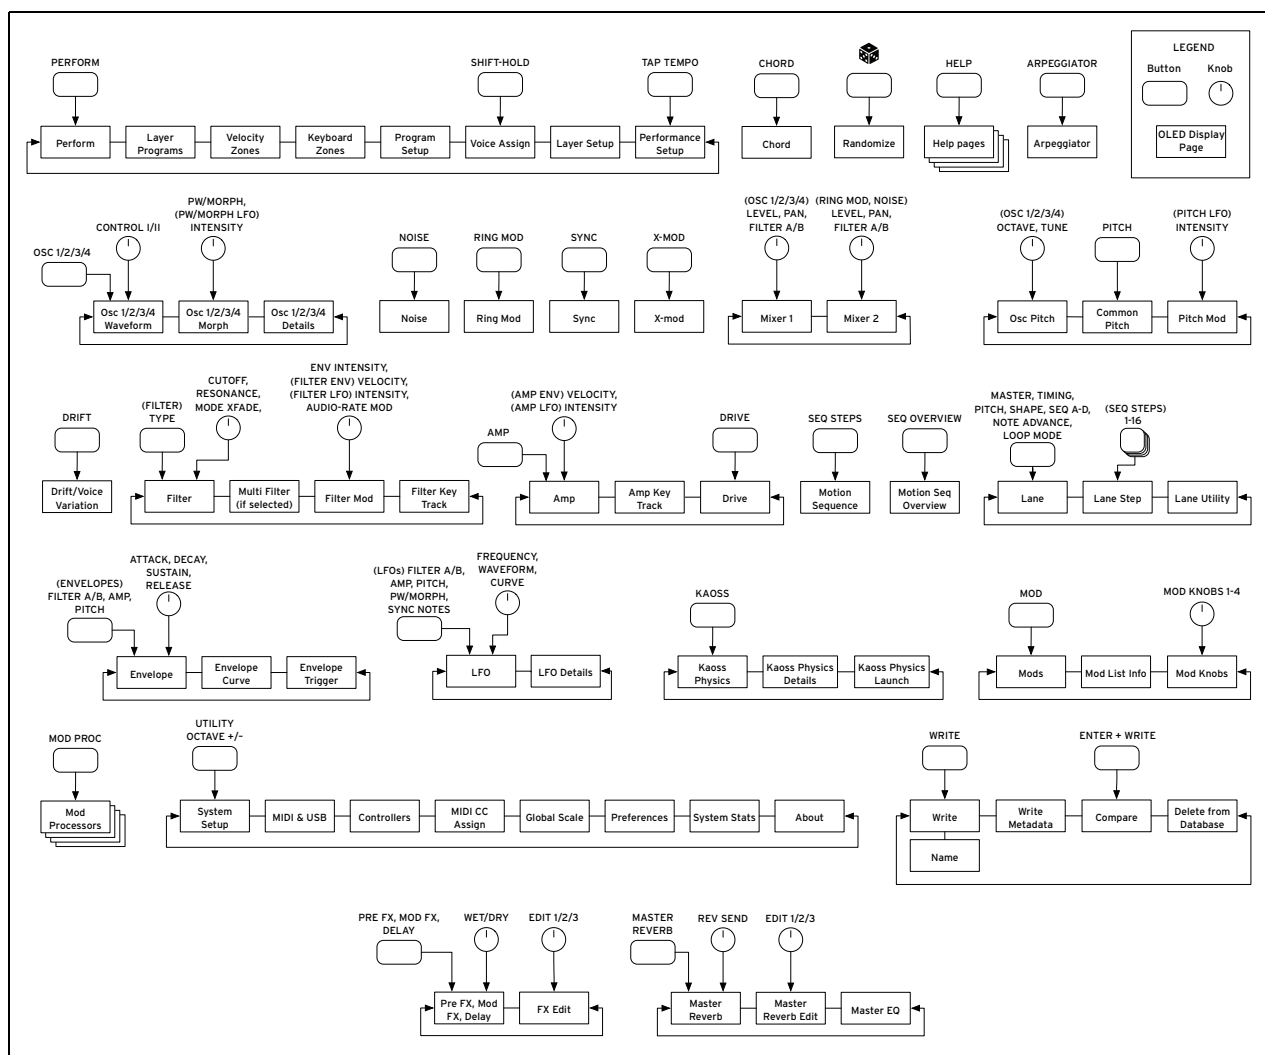 PERFORM
SHIFT-HOLD
TAP TEMPO
CHORD
HELP
ARPEGGIATOR
LEGEND
Button
Knob
OLED Display
Page
Perform
Layer
Programs
Velocity
Zones
Keyboard
Zones
Program
Setup
Voice Assign
Layer Setup
Performance
Setup
Chord
Randomize
Help pages
Arpeggiator
OSC 1/2/3/4
CONTROL I/II
PW/MORPH,
(PW/MORPH LFO)
INTENSITY
NOISE
RING MOD
SYNC
X-MOD
(OSC 1/2/3/4)
LEVEL, PAN,
FILTER A/B
(RING MOD, NOISE)
LEVEL, PAN,
FILTER A/B
(OSC 1/2/3/4)
OCTAVE, TUNE
PITCH
(PITCH LFO)
INTENSITY
Osc 1/2/3/4
Waveform
Osc 1/2/3/4
Morph
Osc 1/2/3/4
Details
Noise
Ring Mod
Sync
X-mod
Mixer 1
Mixer 2
Osc Pitch
Common
Pitch
Pitch Mod
DRIFT
(FILTER)
TYPE
CUTOFF,
RESONANCE,
MODE XFADE,
ENV INTENSITY,
(FILTER ENV) VELOCITY,
(FILTER LFO) INTENSITY,
AUDIO-RATE MOD
AMP
(AMP ENV) VELOCITY,
(AMP LFO) INTENSITY
DRIVE
SEQ STEPS
SEQ OVERVIEW
MASTER, TIMING,
PITCH, SHAPE, SEQ A-D,
NOTE ADVANCE,
LOOP MODE
(SEQ STEPS)
1-16
Drift/Voice
Variation
Filter
Multi Filter
(if selected)
Filter Mod
Filter Key
Track
Amp
Amp Key
Track
Drive
Motion
Sequence
Motion Seq
Overview
Lane
Lane Step
Lane Utility
(ENVELOPES)
FILTER A/B, AMP,
PITCH
ATTACK, DECAY,
SUSTAIN,
RELEASE
(LFOs) FILTER A/B,
AMP, PITCH,
PW/MORPH,
SYNC NOTES
FREQUENCY,
WAVEFORM,
CURVE
KAOSS
MOD
MOD KNOBS 1-4
Envelope
Envelope
Curve
Envelope
Trigger
LFO
LFO Details
Kaoss
Physics
Kaoss Physics
Details
Kaoss Physics
Launch
Mods
Mod List Info
Mod Knobs
MOD PROC
UTILITY
OCTAVE +/–
WRITE
ENTER + WRITE
Mod
Processors
System
Setup
MIDI & USB
Controllers
MIDI CC
Assign
Global Scale
Preferences
System Stats
About
Write
Write
Metadata
Compare
Delete from
Database
Name
PRE FX, MOD FX,
DELAY
WET/DRY
EDIT 1/2/3
MASTER
REVERB
REV SEND
EDIT 1/2/3
Pre FX, Mod
FX, Delay
FX Edit
Master
Reverb
Master
Reverb Edit
Master EQ